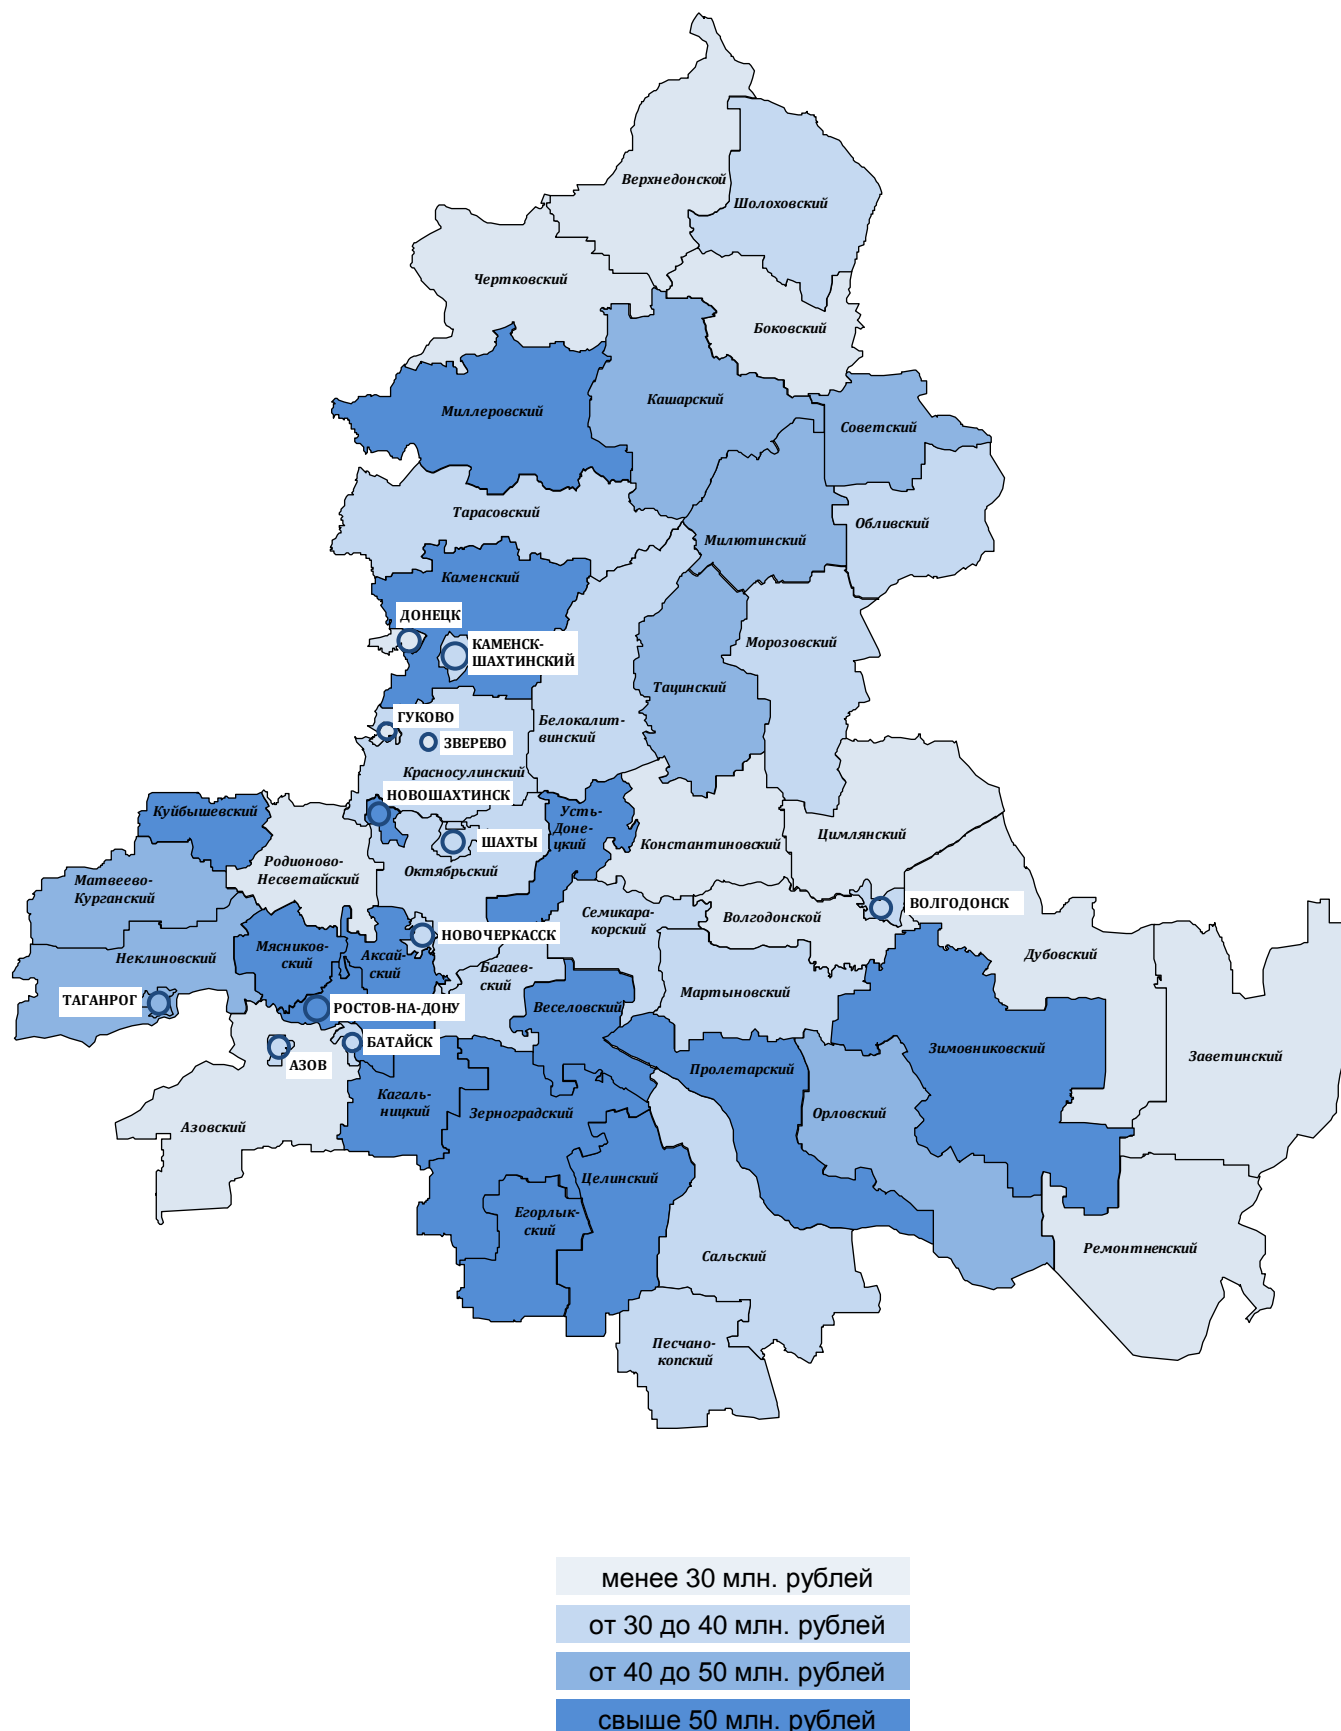 Верхнедонской
Шолоховский
Чертковский
Боковский
Миллеровский
Кашарский
Советский
Тарасовский
Милютинский
Обливский
Каменский
ДОНЕЦК
КАМЕНСК-
ШАХТИНСКИЙ
Морозовский
Тацинский
ГУКОВО
Белокалит-
винский
ЗВЕРЕВО
Красносулинский
НОВОШАХТИНСК
Куйбышевский
Усть-
Донец-
кий
Цимлянский
ШАХТЫ
Константиновский
Родионово-
Несветайский
Октябрьский
Матвеево-
Курганский
ВОЛГОДОНСК
Семикара-
корский
Волгодонской
НОВОЧЕРКАССК
Мясников-
ский
Аксай-
ский
Неклиновский
Дубовский
Багаев-
ский
Мартыновский
ТАГАНРОГ
РОСТОВ-НА-ДОНУ
Веселовский
БАТАЙСК
Зимовниковский
Заветинский
АЗОВ
Пролетарский
Кагаль-
ницкий
Зерноградский
Орловский
Азовский
Целинский
Егорлык-
ский
Сальский
Ремонтненский
Песчано-
копский
менее 30 млн. рублей
от 30 до 40 млн. рублей
от 40 до 50 млн. рублей
свыше 50 млн. рублей